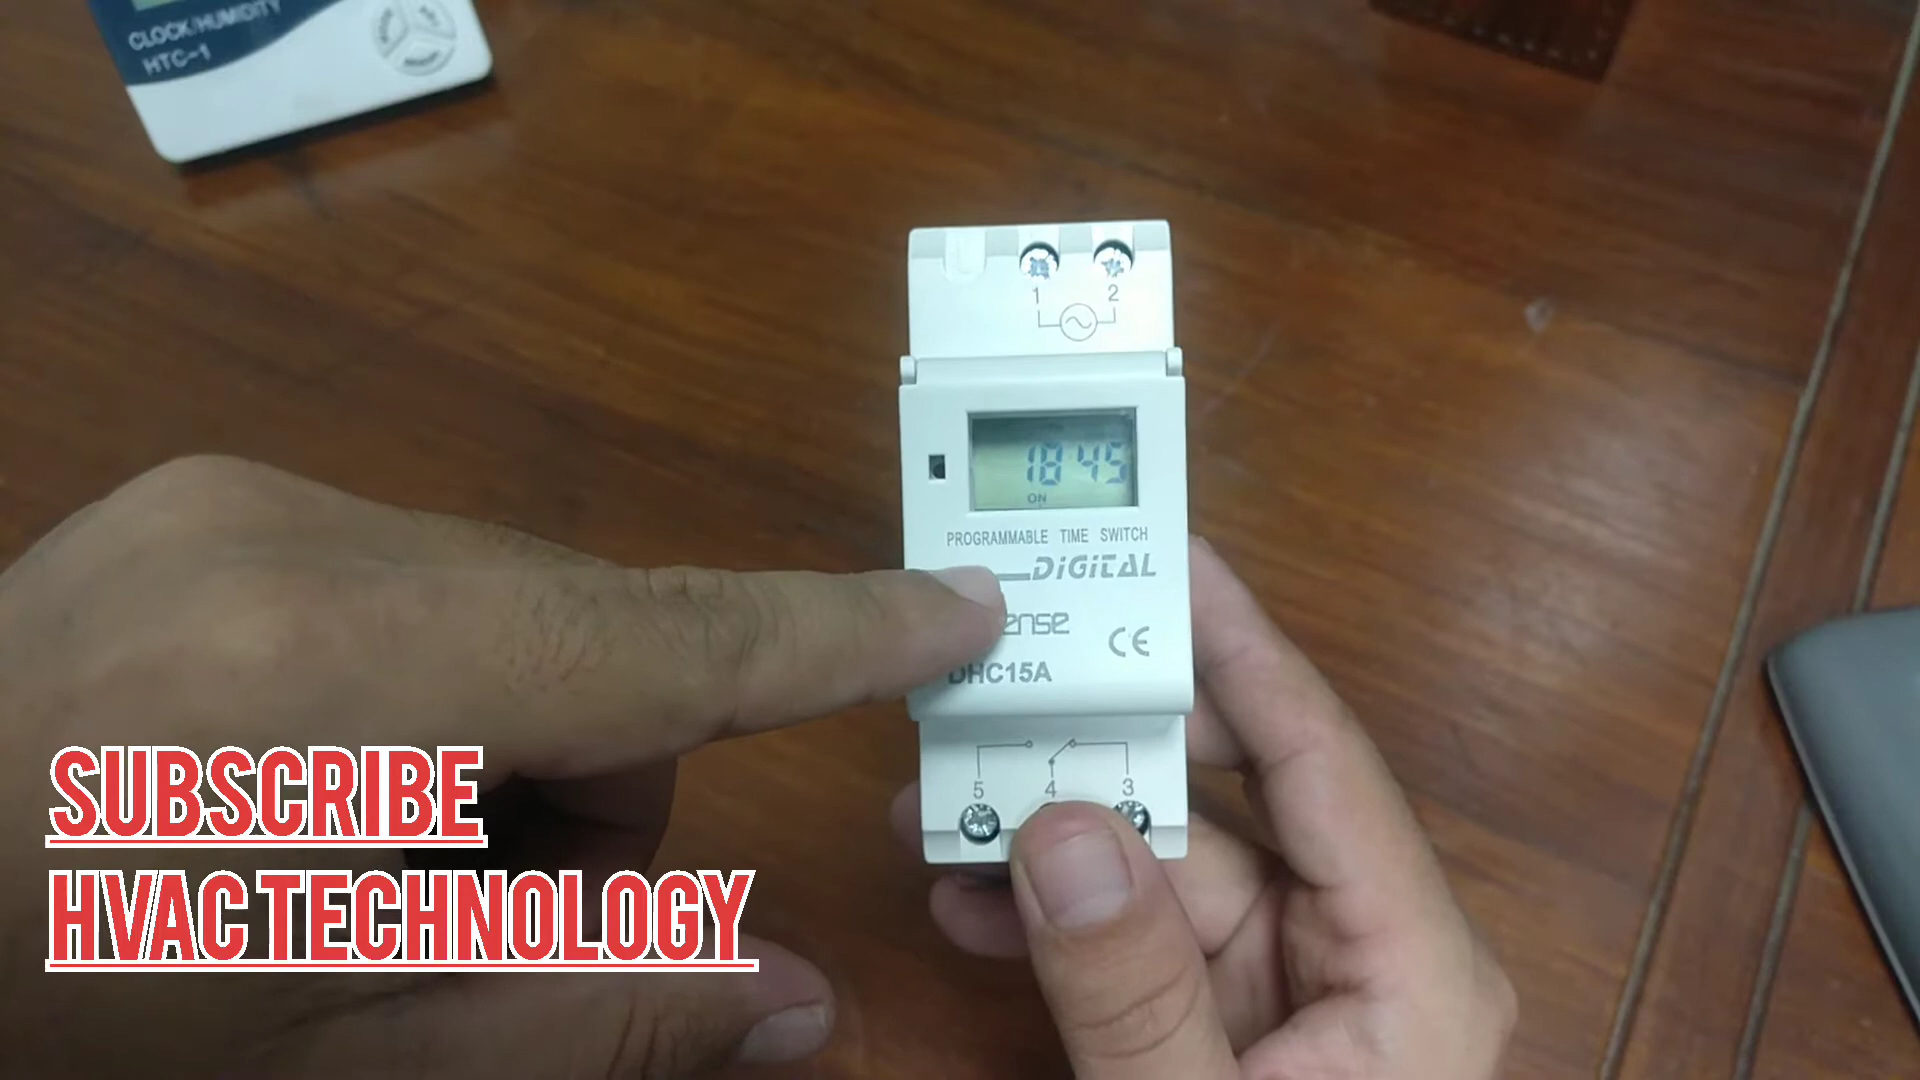 CLOCK/HUMIDITY
HTC-1
1 2
18 45
ON
PROGRAMMABLE TIME SWITCH
DiGiTAL
ense
CE
DHC15A
5 4 3
SUBSCRIBE
HVAC TECHNOLOGY